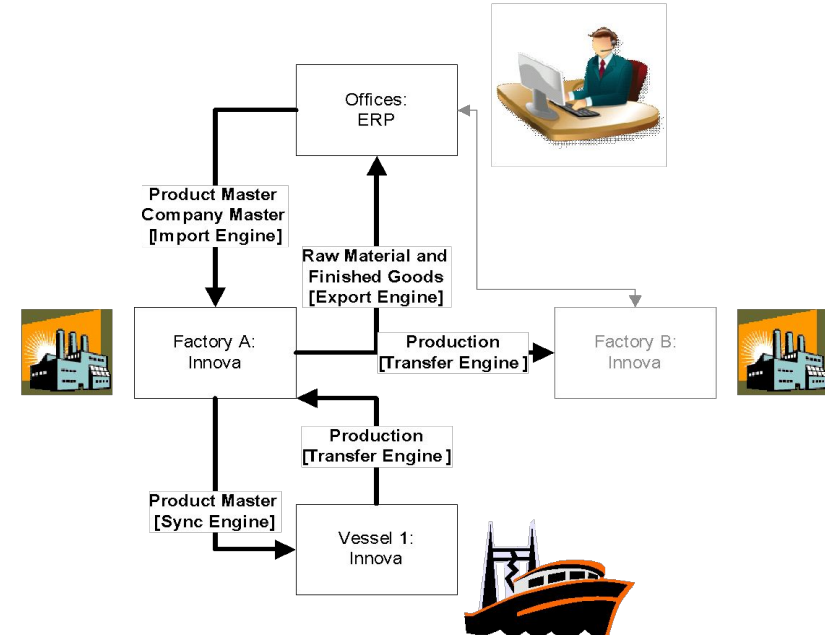 Offices:
ERP
Product Master
Company Master
[Import Engine]
Raw Material and
Finished Goods
[Export Engine]
Factory A:
Innova
Production
[Transfer Engine]
Factory B:
Innova
Production
[Transfer Engine]
Product Master
[Sync Engine]
Vessel 1:
Innova